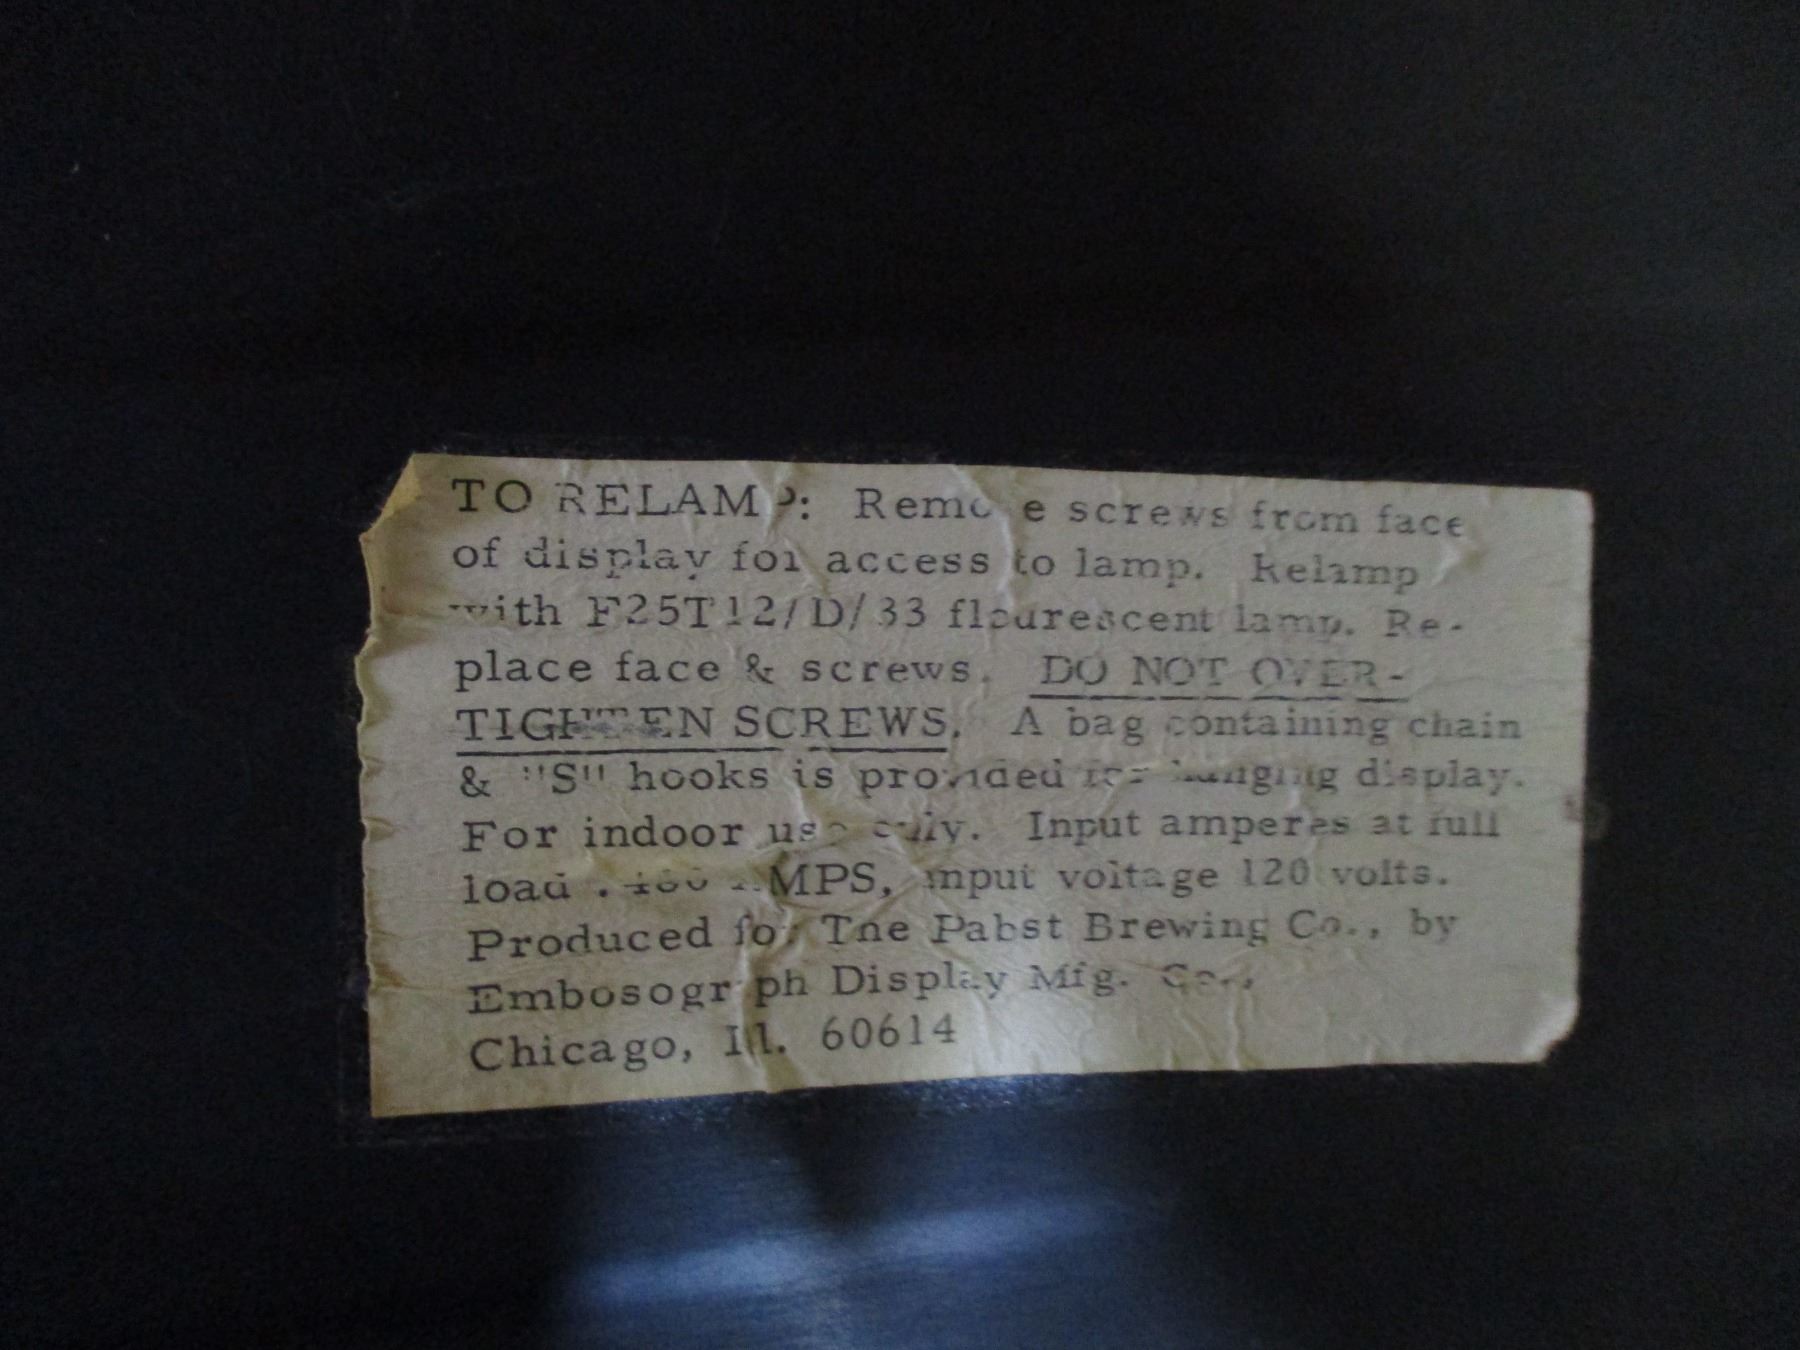 TO RELAMP: Remove screws from face
of display for access to lamp. Relamp
with F25T12/D/33 flourescent lamp. Re-
place face & screws. DO NOT OVER-
TIGHTEN SCREWS. A bag containing chain
& "S" hooks is provided for hanging display.
For indoor use only. Input amperes at full
load AMPS, input voltage 120 volts.
Produced for The Pabst Brewing Co., by
Embosograph Display Mfg. Co.,
Chicago, Ill. 60614